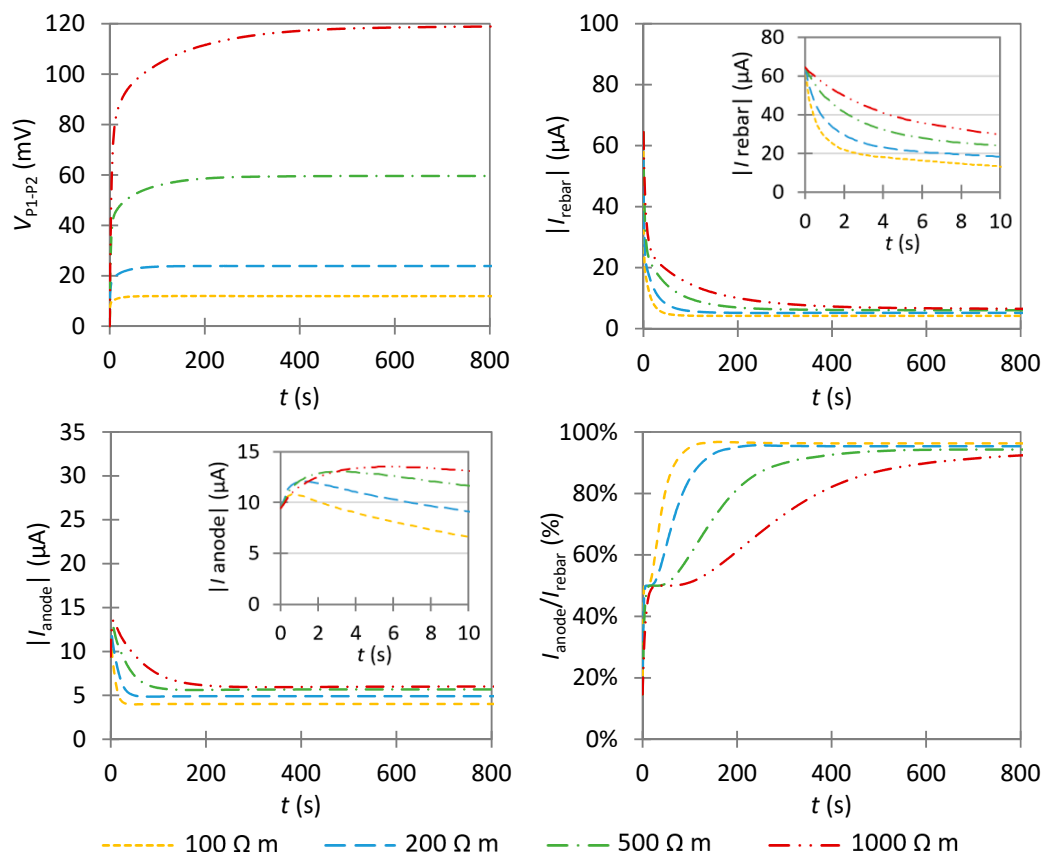 V P1-P2 (mV)
120
100
80
60
40
20
0
0 200 400 600 800
t (s)
|I rebar| (µA)
100
80
60
40
20
0
0 200 400 600 800
t (s)
|I rebar| (µA)
80
60
40
20
0
0 2 4 6 8 10
t (s)
|I anode| (µA)
35
30
25
20
15
10
5
0
0 200 400 600 800
t (s)
|I anode| (µA)
15
10
5
0
0 2 4 6 8 10
t (s)
I anode/I rebar (%)
100%
80%
60%
40%
20%
0%
0 200 400 600 800
t (s)
100 Ω m 200 Ω m 500 Ω m 1000 Ω m